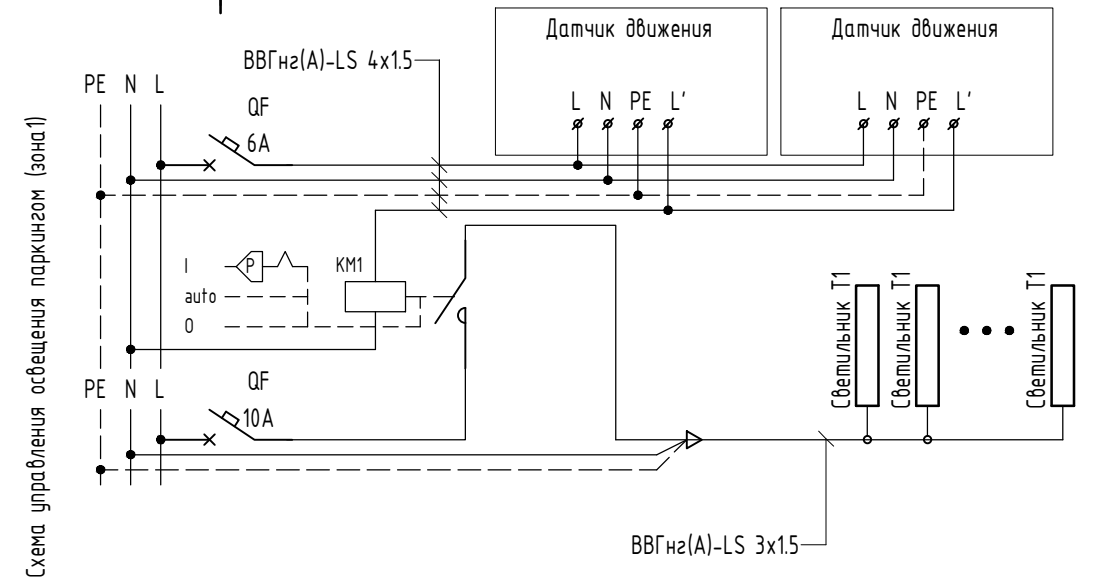 Схема управления освещения паркингом (зона1)
Датчик движения
Датчик движения
ВВГнг(А)-LS 4х1.5
PE N L
QF
6А
L N PE L'
L N PE L'
I
P
auto
0
КМ1
PE N L
QF
10А
Светильник Т1
Светильник Т1
Светильник Т1
ВВГнг(А)-LS 3х1.5